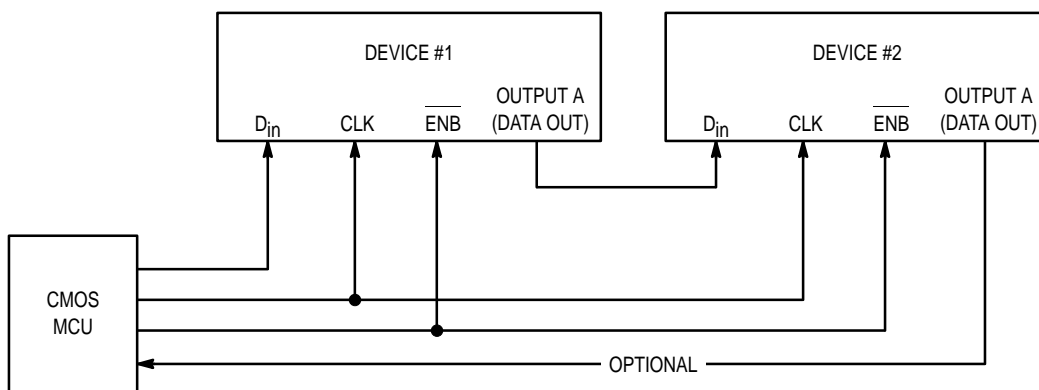 DEVICE #1
DEVICE #2
Din CLK ENB OUTPUT A
(DATA OUT)
Din CLK ENB OUTPUT A
(DATA OUT)
CMOS
MCU
OPTIONAL